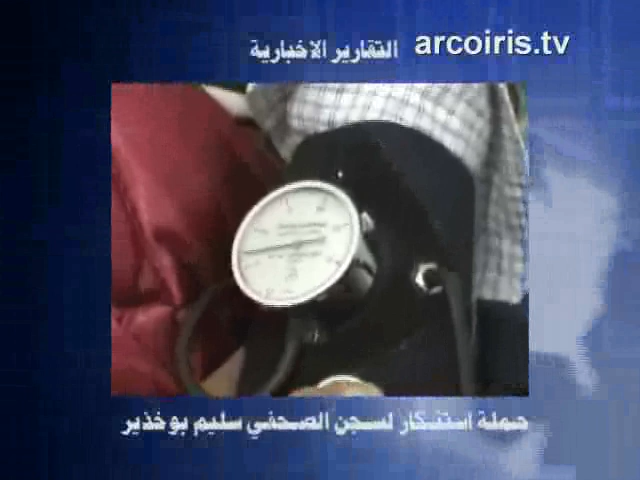 التقارير الاخبارية arcoiris.tv
حملة استنكار لسجن الصحفي سليم بوخذير